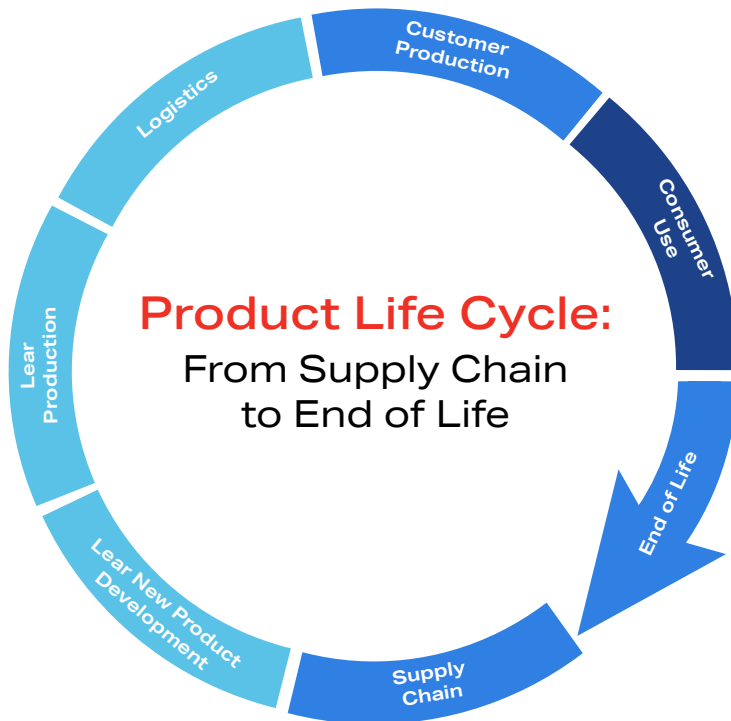 Product Life Cycle:
From Supply Chain
to End of Life
Supply
Chain
Lear New Product
Development
Lear
Production
Logistics
Customer
Production
Consumer
Use
End of Life